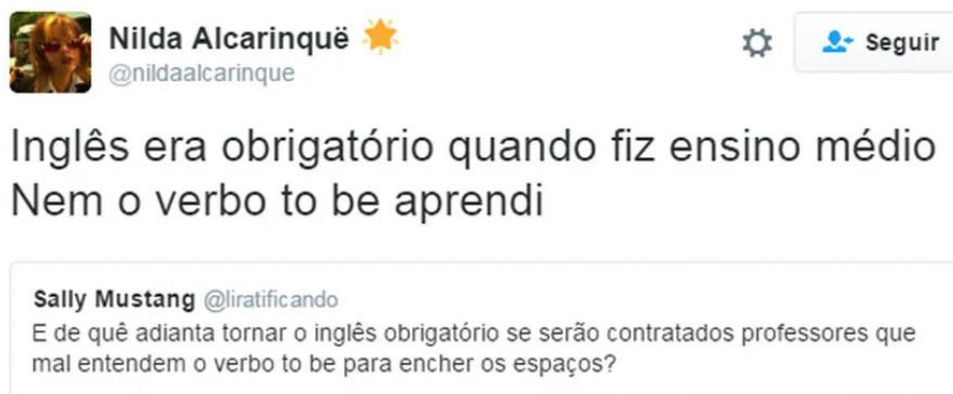 Nilda Alcarinquë
@nildaalcarinque
Seguir
Inglês era obrigatório quando fiz ensino médio
Nem o verbo to be aprendi
Sally Mustang @liratificando
E de quê adianta tornar o inglês obrigatório se serão contratados professores que
mal entendem o verbo to be para encher os espaços?